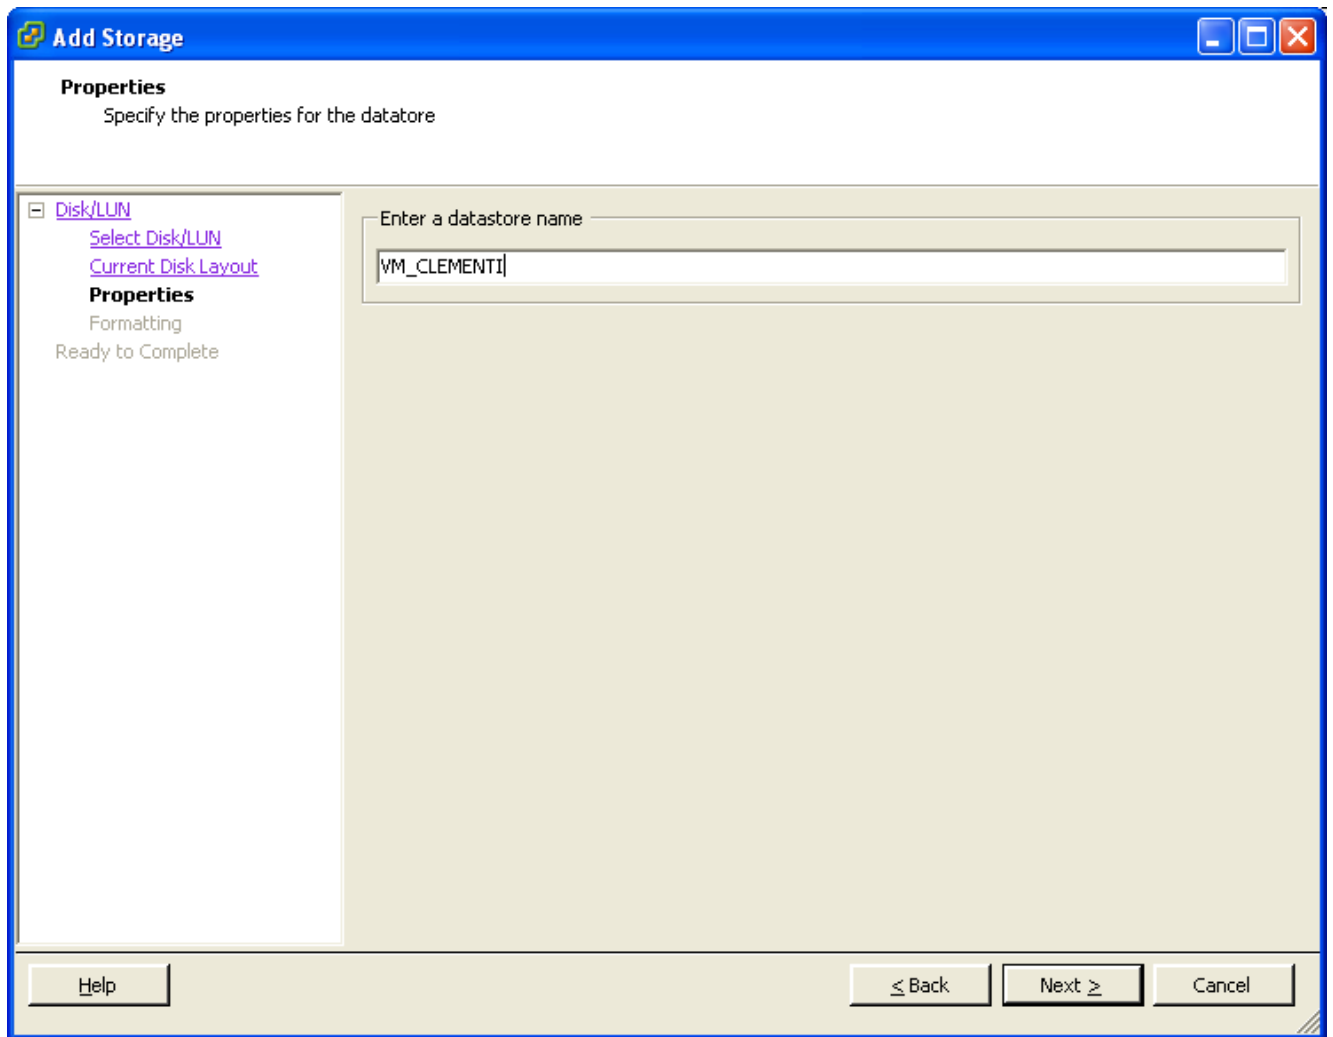 Add Storage
Properties
Specify the properties for the datatore
Disk/LUN
Select Disk/LUN
Current Disk Layout
Properties
Formatting
Ready to Complete
Enter a datastore name
VM_CLEMENTI
Help
< Back
Next >
Cancel